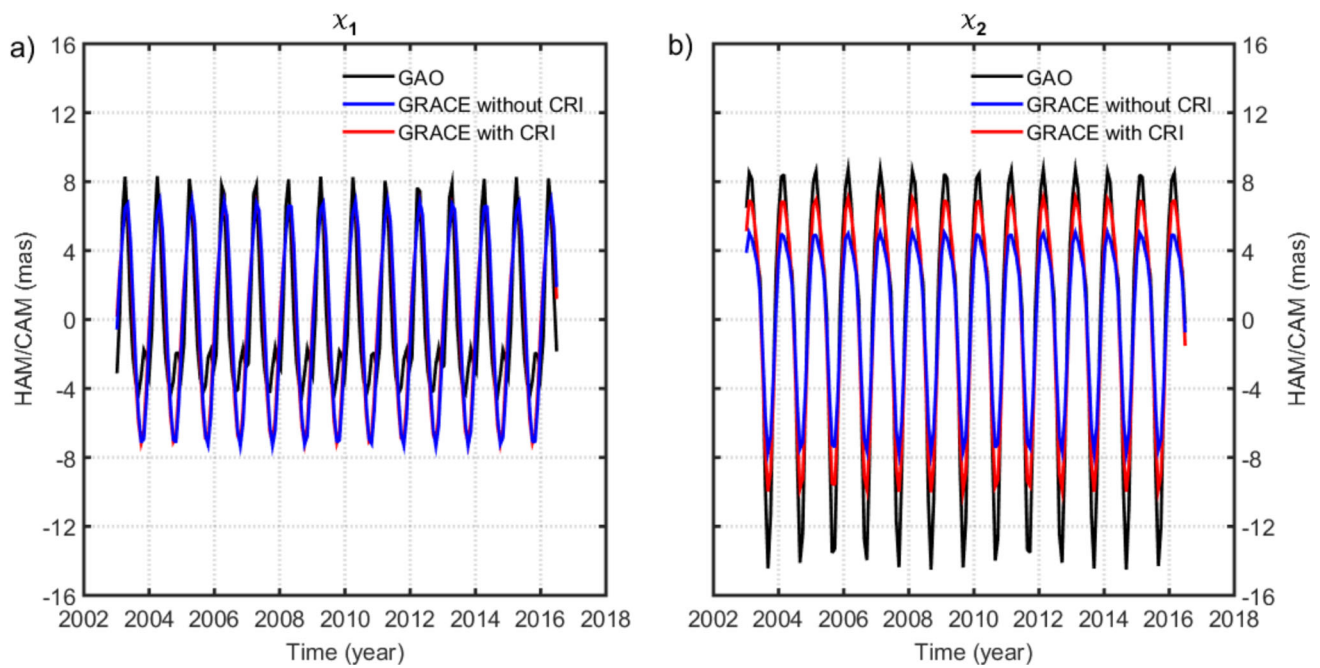 a)
χ1
HAM/CAM (mas)
16
12
8
4
0
-4
-8
-12
-16
GAO
GRACE without CRI
GRACE with CRI
2002 2004 2006 2008 2010 2012 2014 2016 2018
Time (year)
b)
χ2
GAO
GRACE without CRI
GRACE with CRI
16
12
8
4
0
-4
-8
-12
-16
HAM/CAM (mas)
2002 2004 2006 2008 2010 2012 2014 2016 2018
Time (year)